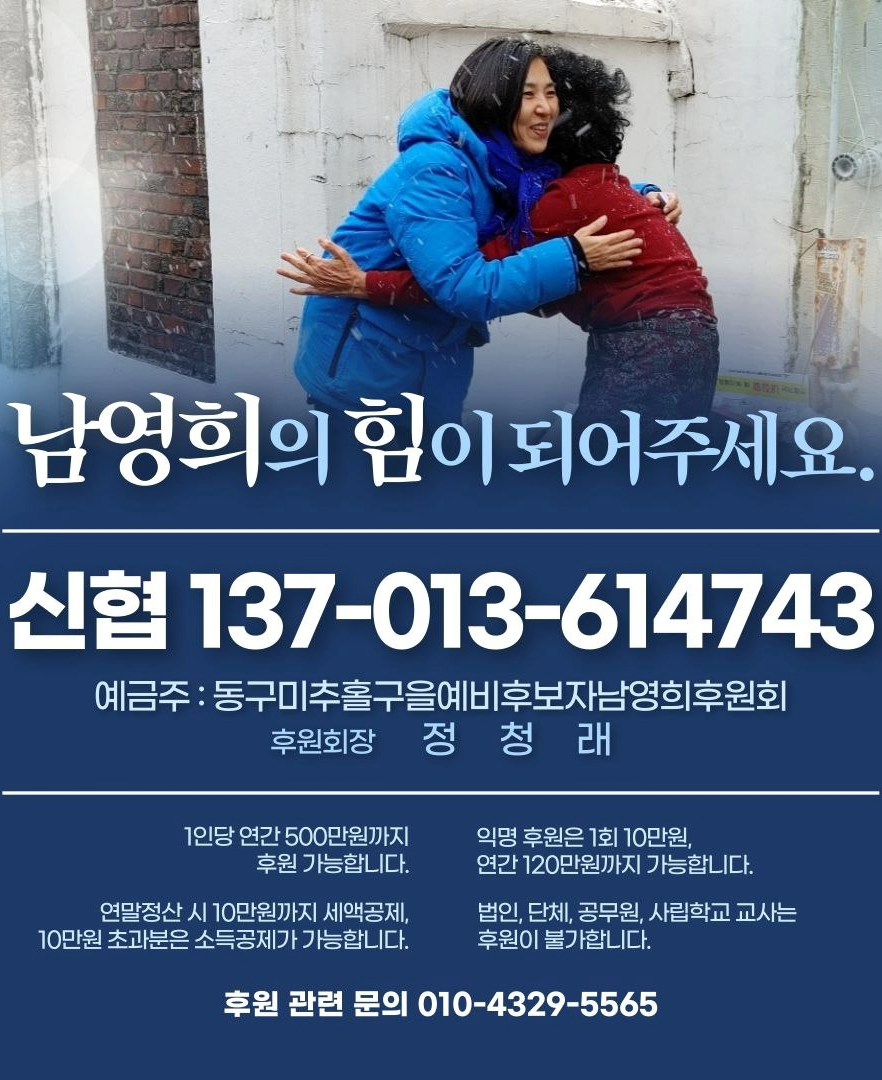 남영희의 힘이 되어주세요.
신협 137-013-614743
예금주 : 동구미추홀구을예비후보자남영희후원회
후원회장 정 청 래
1인당 연간 500만원까지
후원 가능합니다.
익명 후원은 1회 10만원,
연간 120만원까지 가능합니다.
연말정산 시 10만원까지 세액공제,
10만원 초과분은 소득공제가 가능합니다.
법인, 단체, 공무원, 사립학교 교사는
후원이 불가합니다.
후원 관련 문의 010-4329-5565